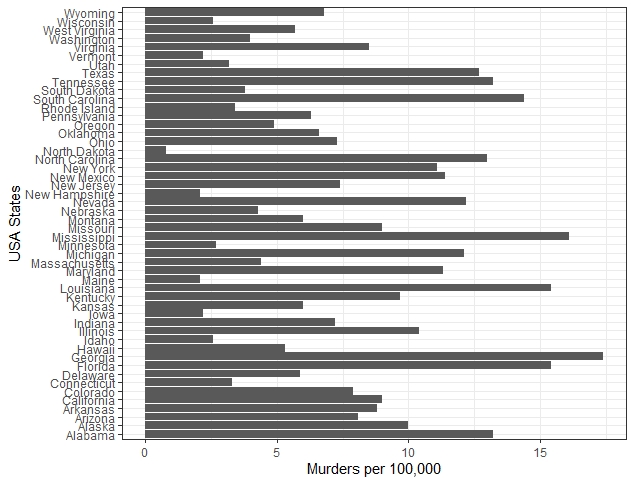 Wyoming
Wisconsin
West Virginia
Washington
Virginia
Vermont
Utah
Texas
Tennessee
South Dakota
South Carolina
Rhode Island
Pennsylvania
Oregon
Oklahoma
Ohio
North Dakota
North Carolina
New York
New Mexico
New Jersey
New Hampshire
Nevada
Nebraska
Montana
Missouri
Mississippi
Minnesota
Michigan
Massachusetts
Maryland
Maine
Louisiana
Kentucky
Kansas
Iowa
Indiana
Illinois
Idaho
Hawaii
Georgia
Florida
Delaware
Connecticut
Colorado
California
Arkansas
Arizona
Alaska
Alabama
USA States
0 5 10 15
Murders per 100,000